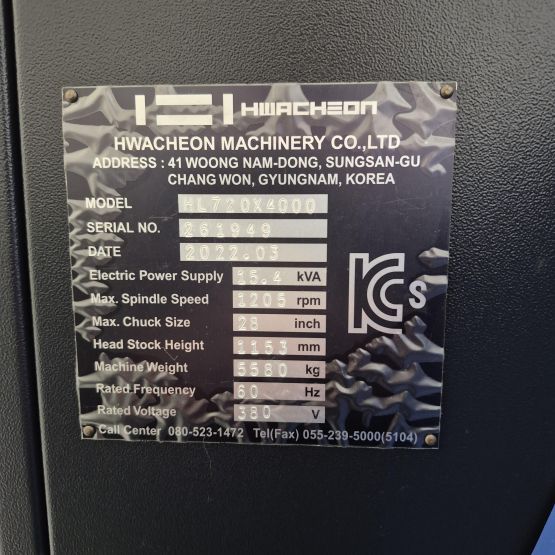 HWACHEON
HWACHEON MACHINERY CO.,LTD
ADDRESS : 41 WOONG NAM-DONG, SUNGSAN-GU
CHANG WON, GYUNGNAM, KOREA
MODEL HL720X4000
SERIAL NO. 261949
DATE 2022.03
Electric Power Supply 15.4 kVA
Max. Spindle Speed 1205 rpm
Max. Chuck Size 28 inch
Head Stock Height 1153 mm
Machine Weight 5580 kg
Rated Frequency 60 Hz
Rated Voltage 380 V
KCs
Call Center 080-523-1472 Tel(Fax) 055-239-5000(5104)